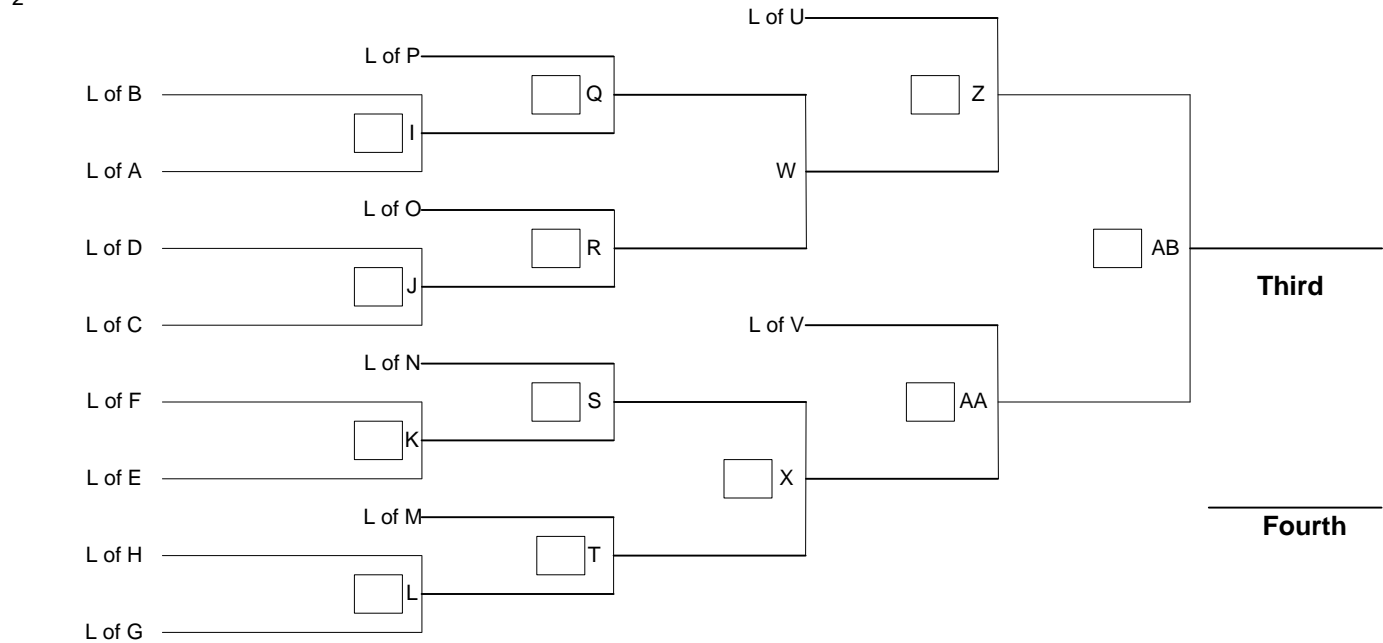 2
L of U
L of P
L of B
Q
Z
I
L of A
W
L of O
L of D
R
AB
J
Third
L of C
L of V
L of N
L of F
S
AA
K
L of E
X
L of M
Fourth
L of H
T
L
L of G